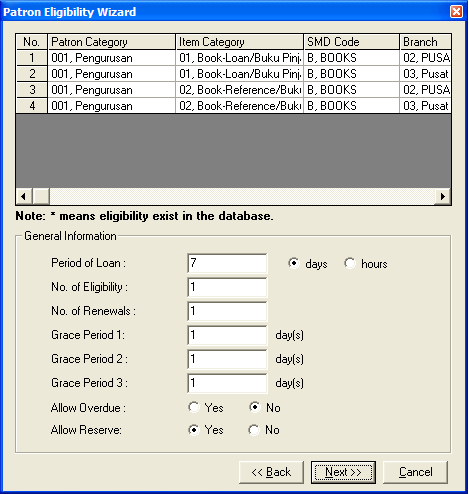 Patron Eligibility Wizard
No. Patron Category Item Category SMD Code Branch
1 001, Pengurusan 01, Book-Loan/Buku Pinj B, BOOKS 02, PUSA
2 001, Pengurusan 01, Book-Loan/Buku Pinj B, BOOKS 03, Pusat
3 001, Pengurusan 02, Book-Reference/Buku B, BOOKS 02, PUSA
4 001, Pengurusan 02, Book-Reference/Buku B, BOOKS 03, Pusat
Note: * means eligibility exist in the database.
General Information
Period of Loan : 7 days hours
No. of Eligibility : 1
No. of Renewals : 1
Grace Period 1: 1 day(s)
Grace Period 2 : 1 day(s)
Grace Period 3 : 1 day(s)
Allow Overdue : Yes No
Allow Reserve: Yes No
<< Back Next >> Cancel